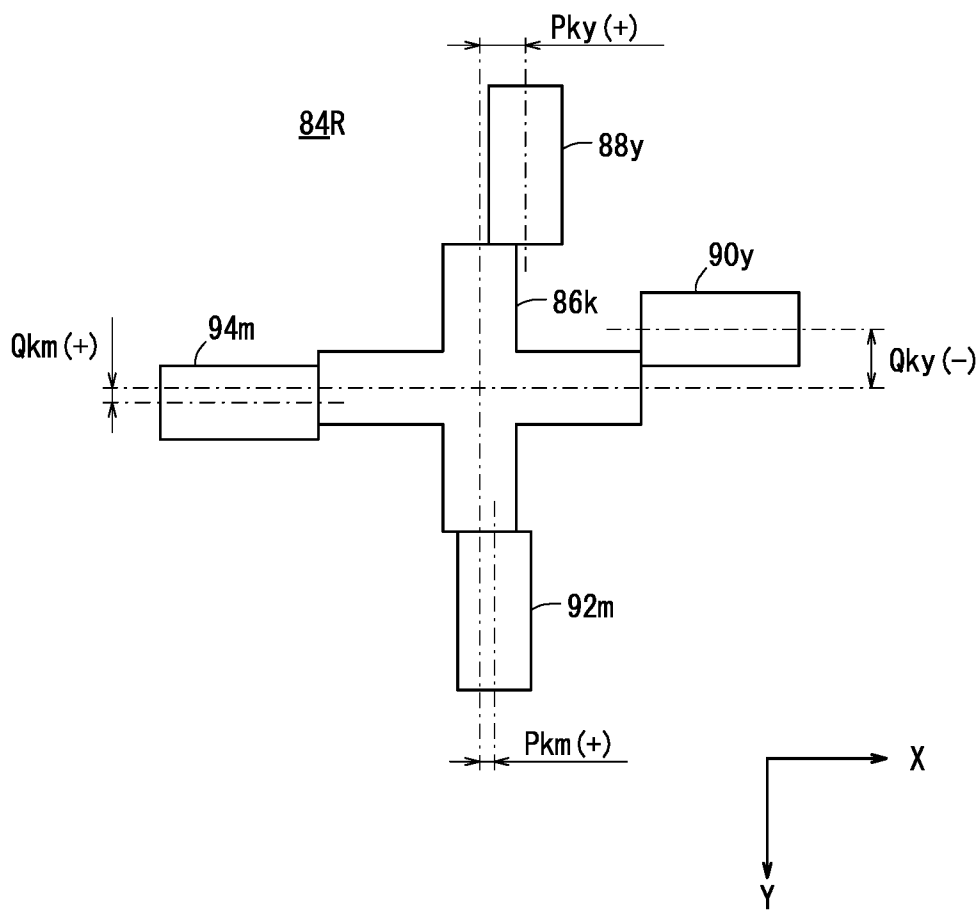 Pky(+)
84R
88y
90y
86k
94m
Qkm(+)
Qky(-)
92m
Pkm(+)
X
Y